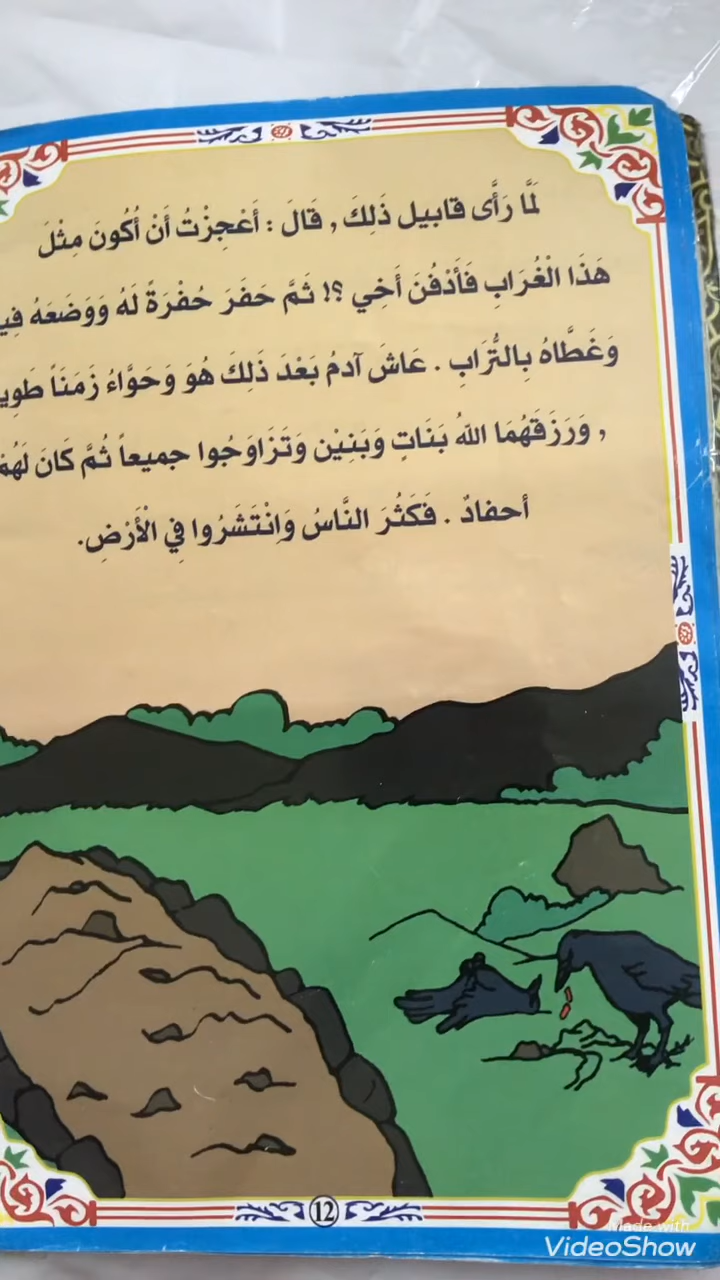 لَمَّا رَأَى قابيل ذَلِكَ , قَالَ : أَعْجِزْتُ أَنْ أَكُونَ مِثْلَ
هَذَا الْغُرَابِ فَأَدْفُنَ أَخِي ؟! ثَمَّ حَفَرَ حُفْرَةً لَهُ وَوَضَعَهُ
وَغَطَّاهُ بِالتُّرَابِ . عَاشَ آدمُ بَعْدَ ذَلِكَ هُوَ وَحَوَّاءُ زَمَنَاً
, وَرَزَقَهُمَا اللهُ بَنَاتٍ وَبَنِيْن وَتَزَاوَجُوا جميعاً ثُمَّ كَانَ
أحفادٌ . فَكَثُرَ النَّاسُ وَانْتَشَرُوا فِي الْأَرْضِ.
12
Made with
VideoShow